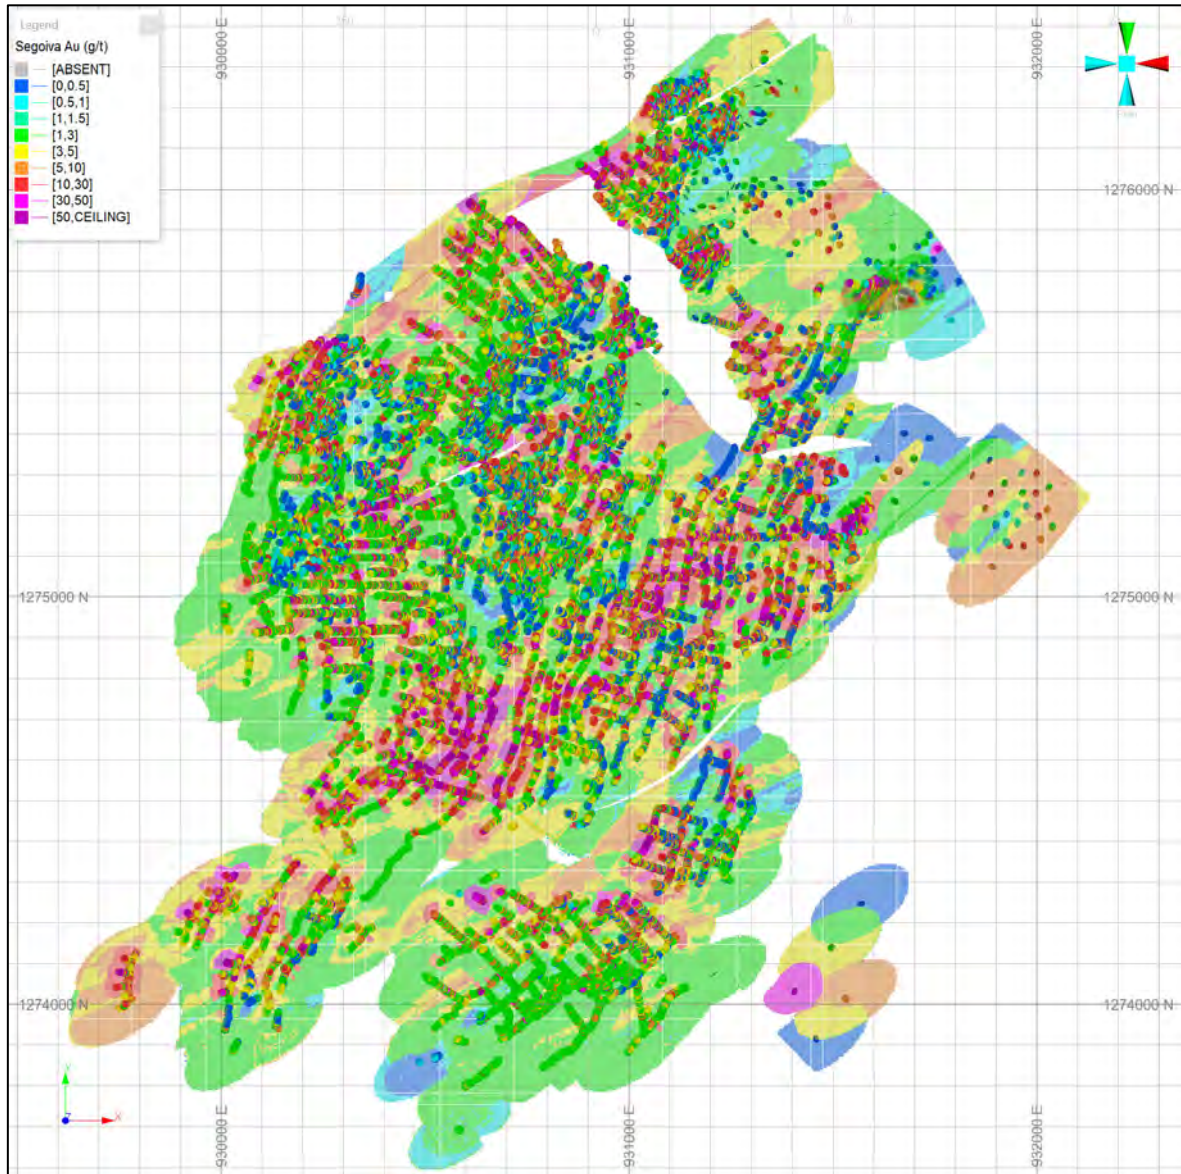 Legend
Segoiva Au (g/t)
[ABSENT]
[0,0.5]
[0.5,1]
[1,1.5]
[1.3]
[3.5]
[5,10]
[10,30]
[30,50]
[50,CEILING]
930000 E
931000 E
932000 E
1276000 N
1276000 N
1275000 N
1275000 N
1274000 N
1274000 N
Y
Z
X
930000 E
931000 E
932000 E